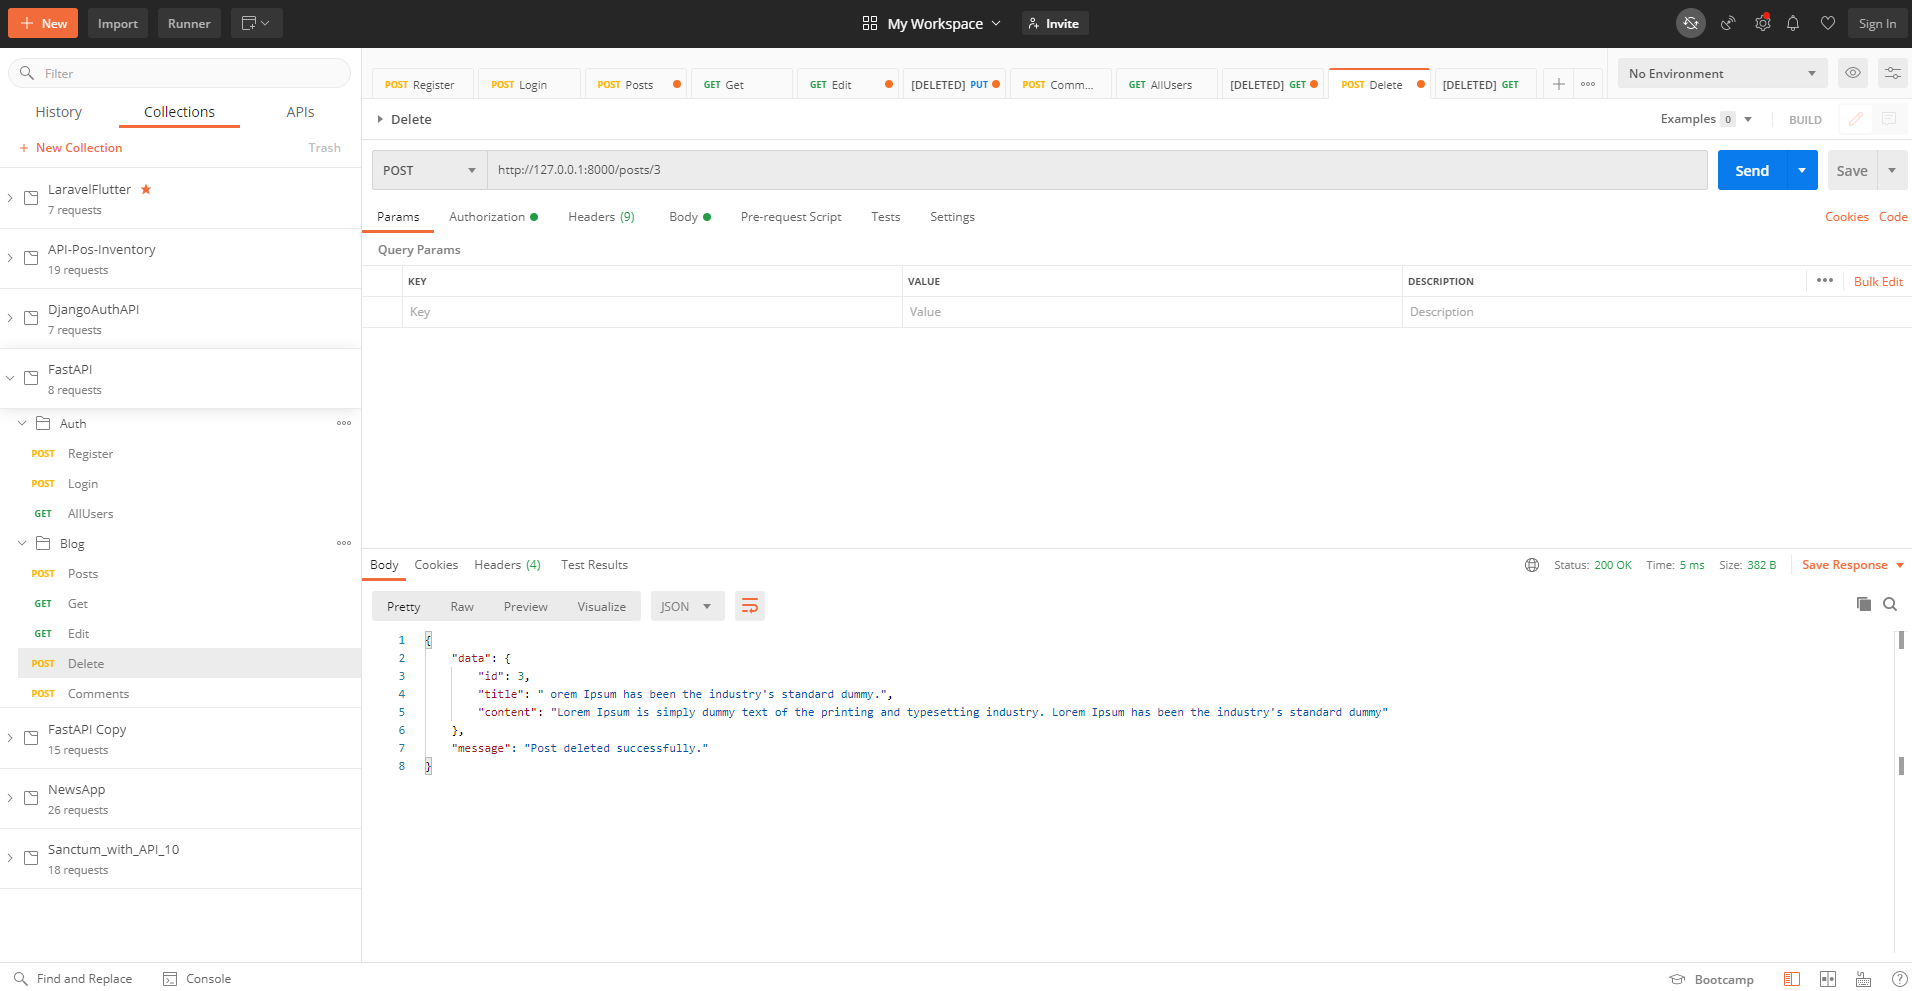 New Import Runner My Workspace Invite Sign In
Filter
History Collections APIs
+ New Collection Trash
LaravelFlutter
7 requests
API-Pos-Inventory
19 requests
DjangoAuthAPI
7 requests
FastAPI
8 requests
Auth
POST Register
POST Login
GET AllUsers
Blog
POST Posts
GET Get
GET Edit
POST Delete
POST Comments
FastAPI Copy
15 requests
NewsApp
26 requests
Sanctum_with_API_10
18 requests
POST Register POST Login POST Posts GET Get GET Edit [DELETED] PUT POST Comm... GET AllUsers [DELETED] GET POST Delete [DELETED] GET No Environment
Delete Examples 0 BUILD
POST http://127.0.0.1:8000/posts/3 Send Save
Params Authorization Headers (9) Body Pre-request Script Tests Settings Cookies Code
Query Params
KEY VALUE DESCRIPTION Bulk Edit
Key Value Description
Body Cookies Headers (4) Test Results Status: 200 OK Time: 5 ms Size: 382 B Save Response
Pretty Raw Preview Visualize JSON
1 {
2 "data": {
3 "id": 3,
4 "title": " orem Ipsum has been the industry's standard dummy.",
5 "content": "Lorem Ipsum is simply dummy text of the printing and typesetting industry. Lorem Ipsum has been the industry's standard dummy"
6 },
7 "message": "Post deleted successfully."
8 }
Find and Replace Console Bootcamp